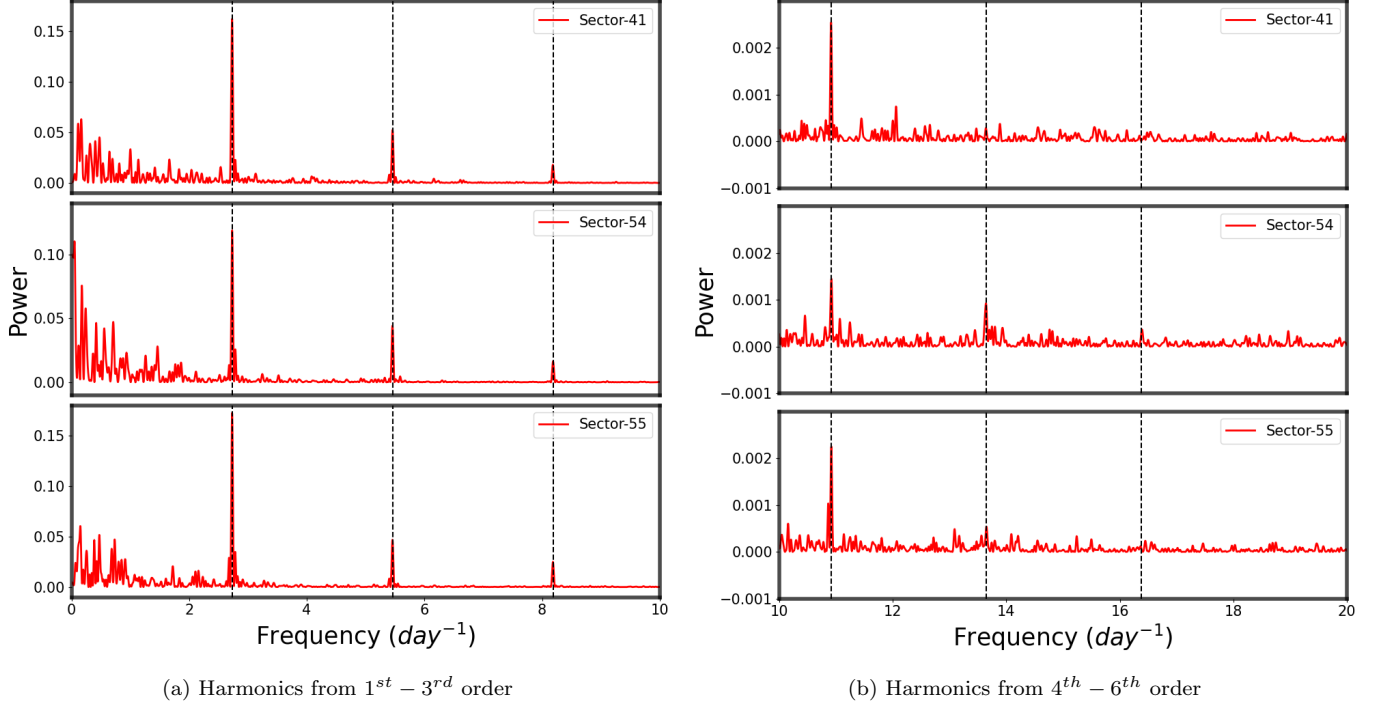 Power
0.15
0.10
0.05
0.00
Sector-41
0.10
0.05
0.00
Sector-54
0.15
0.10
0.05
0.00
Sector-55
0 2 4 6 8 10
Frequency (day⁻¹)
(a) Harmonics from 1ˢᵗ − 3ʳᵈ order
Power
0.002
0.001
0.000
−0.001
Sector-41
0.002
0.001
0.000
−0.001
Sector-54
0.002
0.001
0.000
−0.001
Sector-55
10 12 14 16 18 20
Frequency (day⁻¹)
(b) Harmonics from 4ᵗʰ − 6ᵗʰ order